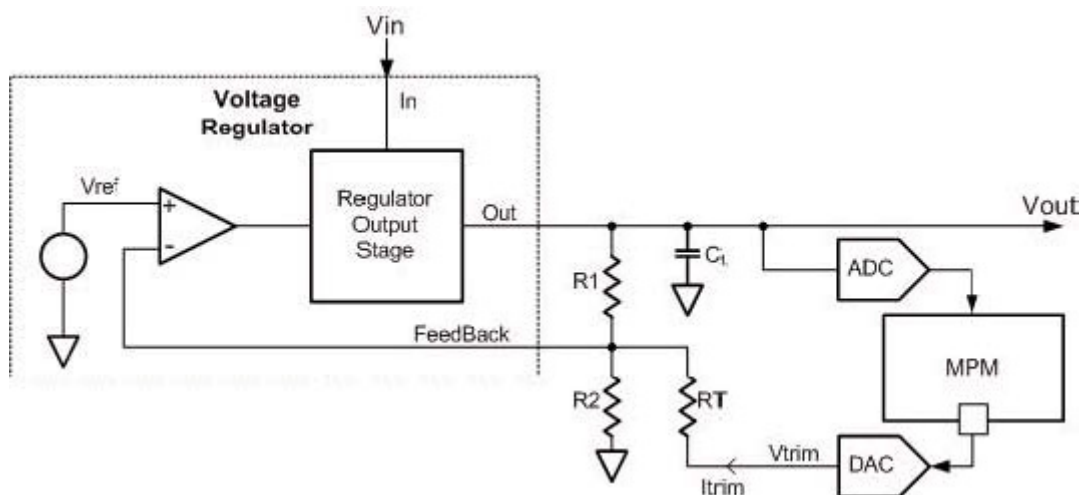 Vin
In
Voltage
Regulator
Vref
+
-
Regulator
Output
Stage
Out
Vout
R1
CL
ADC
FeedBack
MPM
R2
RT
Vtrim
DAC
Itrim